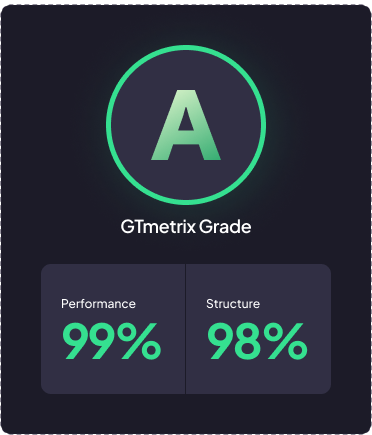 A
GTmetrix Grade
Performance
Structure
99%
98%